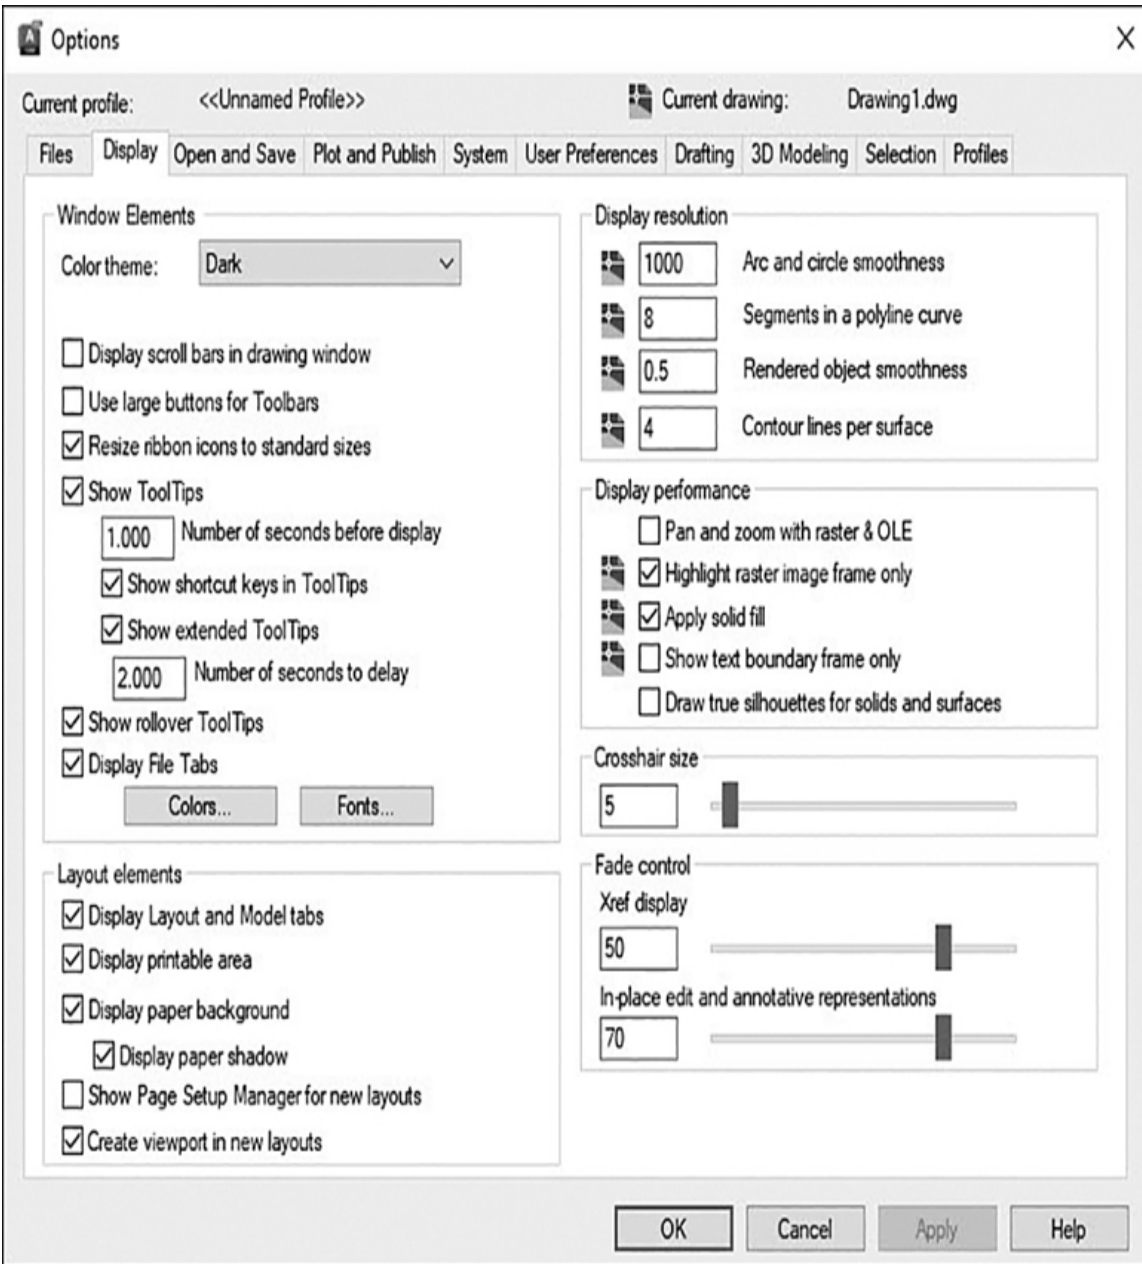 Options
Current profile: <<Unnamed Profile>> Current drawing: Drawing1.dwg
Files Display Open and Save Plot and Publish System User Preferences Drafting 3D Modeling Selection Profiles
Window Elements
Color theme: Dark
Display scroll bars in drawing window
Use large buttons for Toolbars
Resize ribbon icons to standard sizes
Show ToolTips
1.000 Number of seconds before display
Show shortcut keys in ToolTips
Show extended ToolTips
2.000 Number of seconds to delay
Show rollover ToolTips
Display File Tabs
Colors... Fonts...
Layout elements
Display Layout and Model tabs
Display printable area
Display paper background
Display paper shadow
Show Page Setup Manager for new layouts
Create viewport in new layouts
Display resolution
1000 Arc and circle smoothness
8 Segments in a polyline curve
0.5 Rendered object smoothness
4 Contour lines per surface
Display performance
Pan and zoom with raster & OLE
Highlight raster image frame only
Apply solid fill
Show text boundary frame only
Draw true silhouettes for solids and surfaces
Crosshair size
5
Fade control
Xref display
50
In-place edit and annotative representations
70
OK Cancel Apply Help